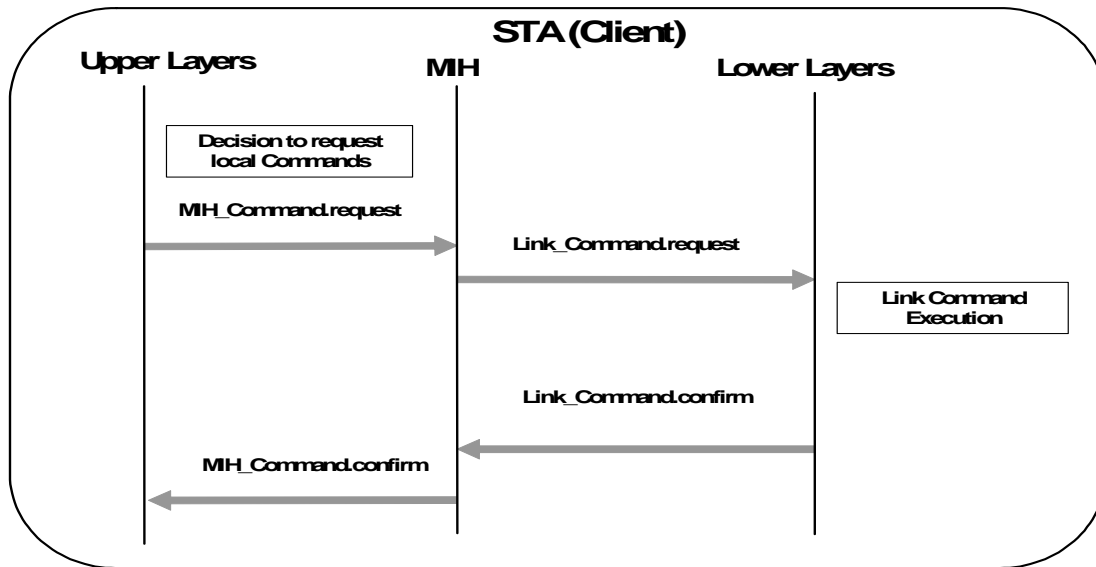 STA (Client)
Upper Layers
MIH
Lower Layers
Decision to request
local Commands
MIH_Command.request
Link_Command.request
Link Command
Execution
Link_Command.confirm
MIH_Command.confirm